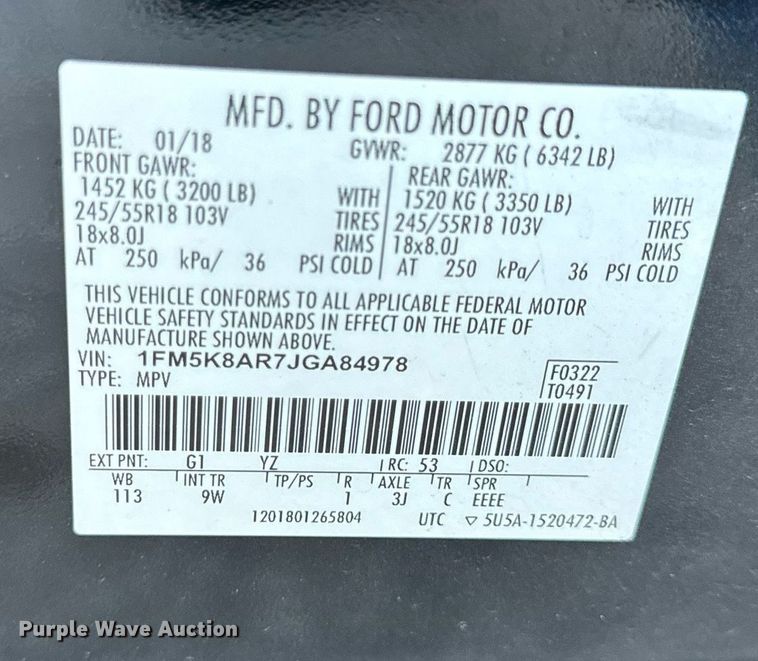 MFD. BY FORD MOTOR CO.
DATE: 01/18 GVWR: 2877 KG ( 6342 LB)
FRONT GAWR: REAR GAWR:
1452 KG ( 3200 LB) WITH 1520 KG ( 3350 LB) WITH
245/55R18 103V TIRES 245/55R18 103V TIRES
18x8.0J RIMS 18x8.0J RIMS
AT 250 kPa/ 36 PSI COLD AT 250 kPa/ 36 PSI COLD
THIS VEHICLE CONFORMS TO ALL APPLICABLE FEDERAL MOTOR
VEHICLE SAFETY STANDARDS IN EFFECT ON THE DATE OF
MANUFACTURE SHOWN ABOVE.
VIN: 1FM5K8AR7JGA84978 F0322
TYPE: MPV T0491
EXT PNT: G1 YZ RC: 53 DSO:
WB INT TR TP/PS R AXLE TR SPR
113 9W 1 3J C EEEE
1201801265804 UTC ▽ 5U5A-1520472-BA
Purple Wave Auction